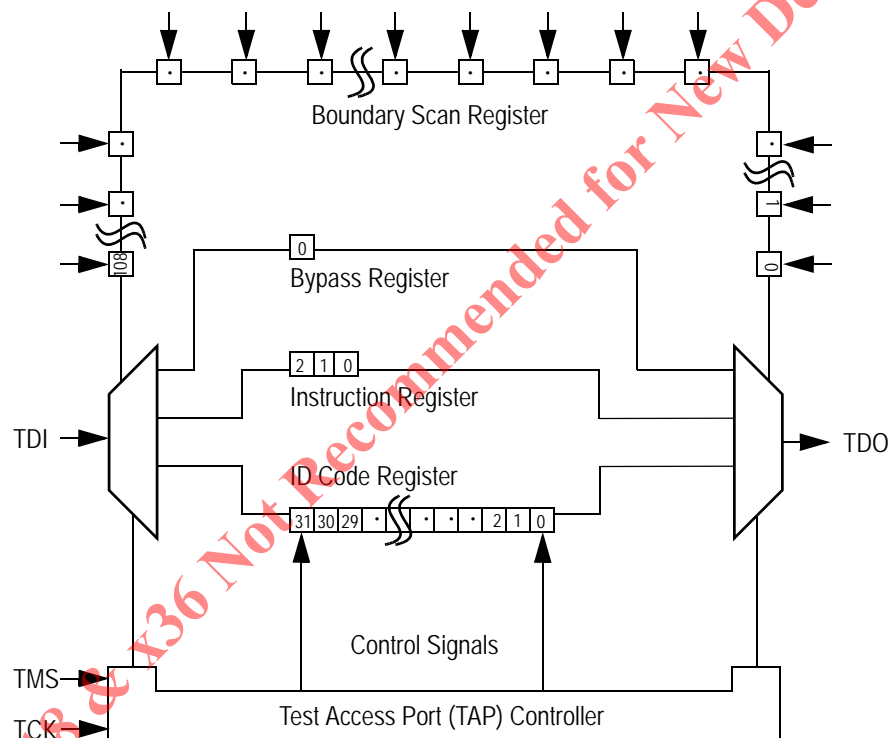 Boundary Scan Register
108
1
0
0
Bypass Register
2 1 0
Instruction Register
TDI
TDO
ID Code Register
31 30 29 · · · · 2 1 0
Control Signals
TMS
Test Access Port (TAP) Controller
TCK
8 & x36 Not Recommended for New De